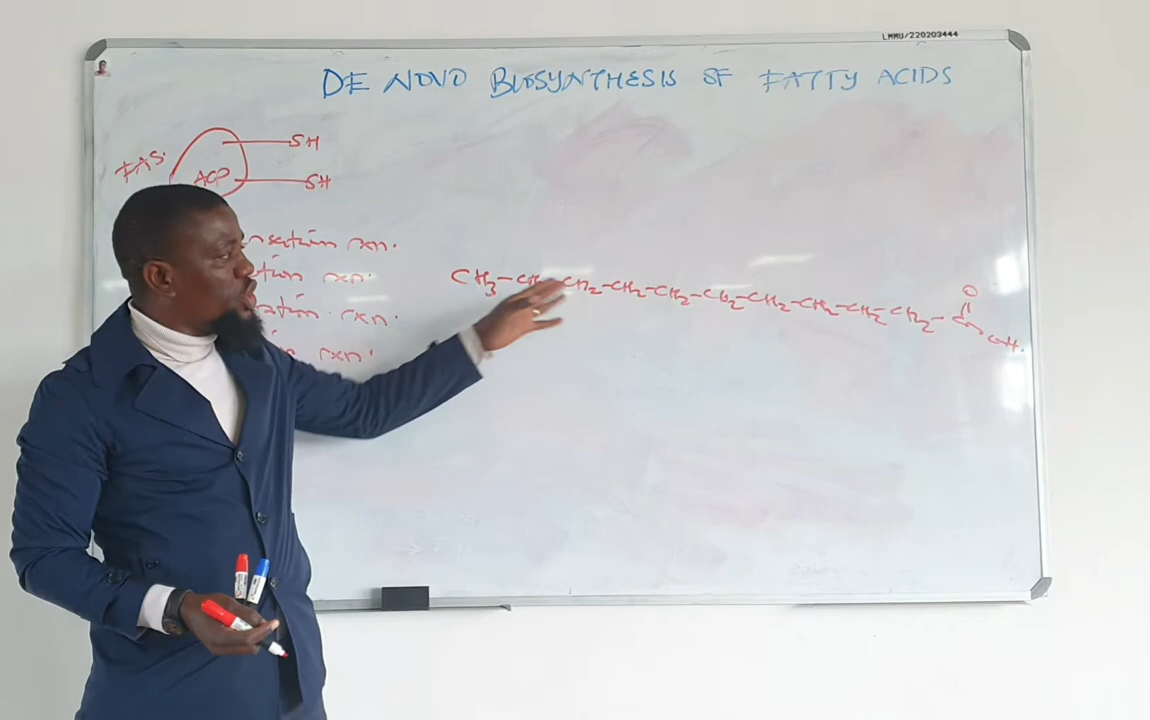 LMMU/220203444
DE NOVO BIOSYNTHESIS OF FATTY ACIDS
FAS.
SH
ACP
SH
rxn.
rxn.
rxn.
rxn.
O
CH3-CH2-CH2-CH2-CH2-CH2-CH2-CH2-CH2-CH2-C
OH.